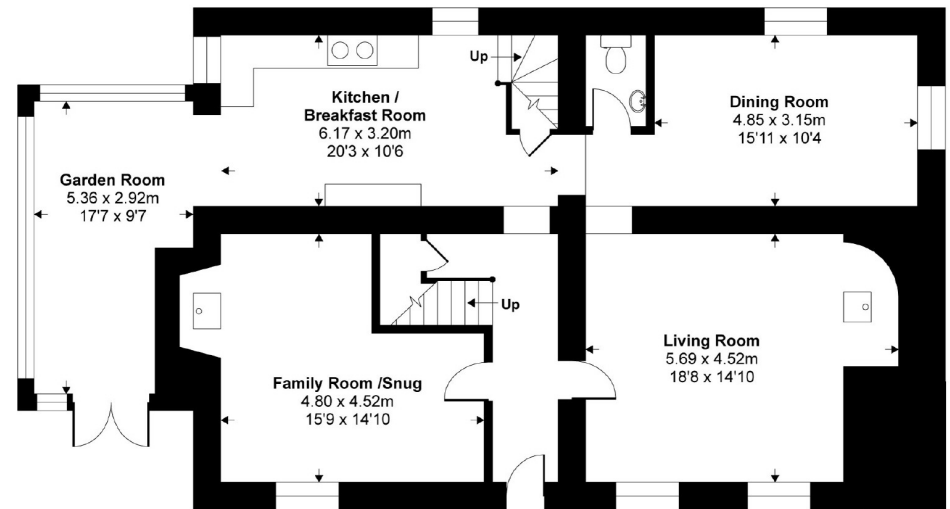 Up
Kitchen /
Breakfast Room
6.17 x 3.20m
20'3 x 10'6
Dining Room
4.85 x 3.15m
15'11 x 10'4
Garden Room
5.36 x 2.92m
17'7 x 9'7
Up
Living Room
5.69 x 4.52m
18'8 x 14'10
Family Room /Snug
4.80 x 4.52m
15'9 x 14'10